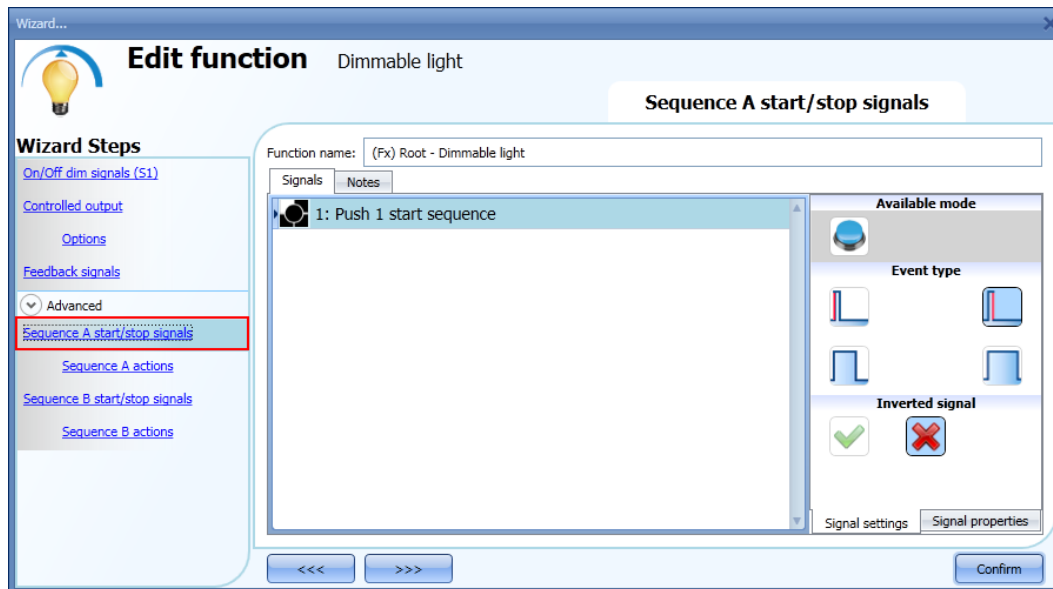 Wizard...
Edit function Dimmable light
Sequence A start/stop signals
Wizard Steps
On/Off dim signals (S1)
Controlled output
Options
Feedback signals
Advanced
Sequence A start/stop signals
Sequence A actions
Sequence B start/stop signals
Sequence B actions
Function name: (Fx) Root - Dimmable light
Signals Notes
1: Push 1 start sequence
Available mode
Event type
Inverted signal
Signal settings Signal properties
<<< >>> Confirm